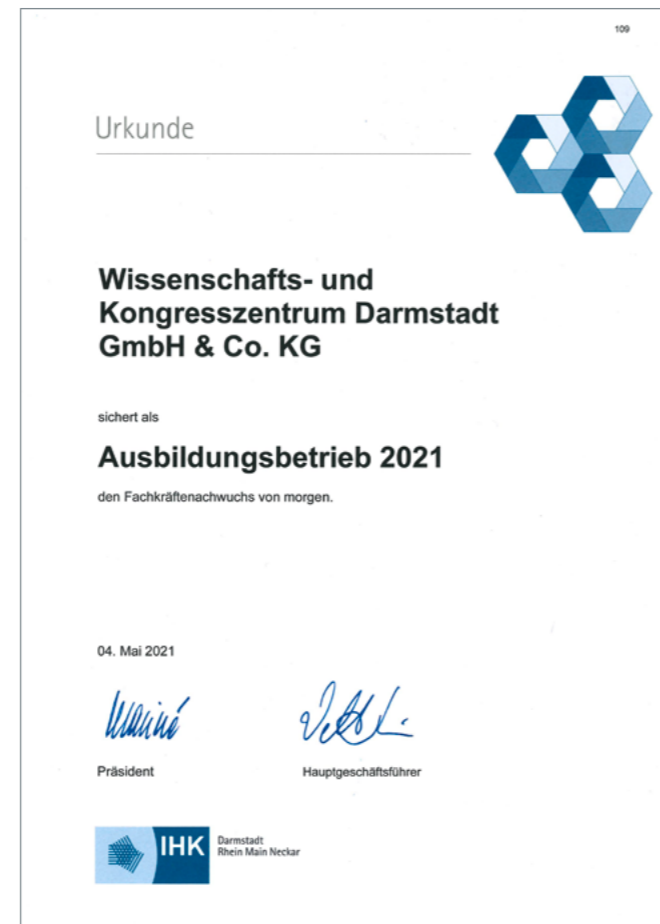 109
Urkunde
Wissenschafts- und
Kongresszentrum Darmstadt
GmbH & Co. KG
sichert als
Ausbildungsbetrieb 2021
den Fachkräftenachwuchs von morgen.
04. Mai 2021
Präsident
Hauptgeschäftsführer
IHK
Darmstadt
Rhein Main Neckar